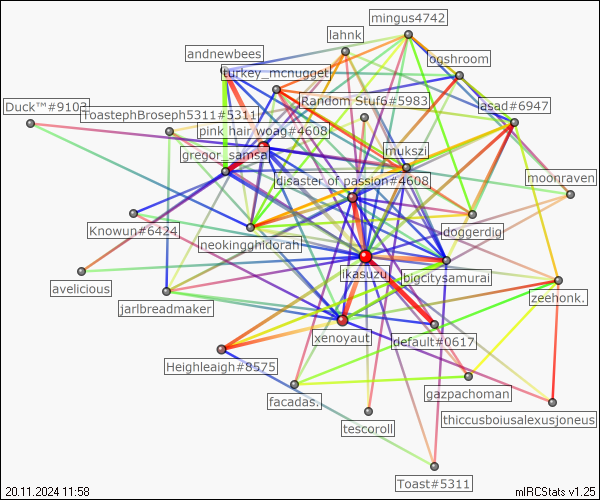 mingus4742
lahnk
andnewbees
ogshroom
turkey_mcnugget
Duck™#9103
ToastephBroseph5311#5311
Random Stuf6#5983
asad#6947
pink hair woag#4608
gregor_samsa
mukszi
disaster of passion#4608
moonraven
Knowun#6424
neokingghidorah
doggerdig
ikasuzu
bigcitysamurai
avelicious
jarlbreadmaker
zeehonk.
xenoyaut
default#0617
Heighleaigh#8575
facadas.
gazpachoman
thiccusboiusalexusjoneus
tescoroll
Toast#5311
20.11.2024 11:58
mIRCStats v1.25